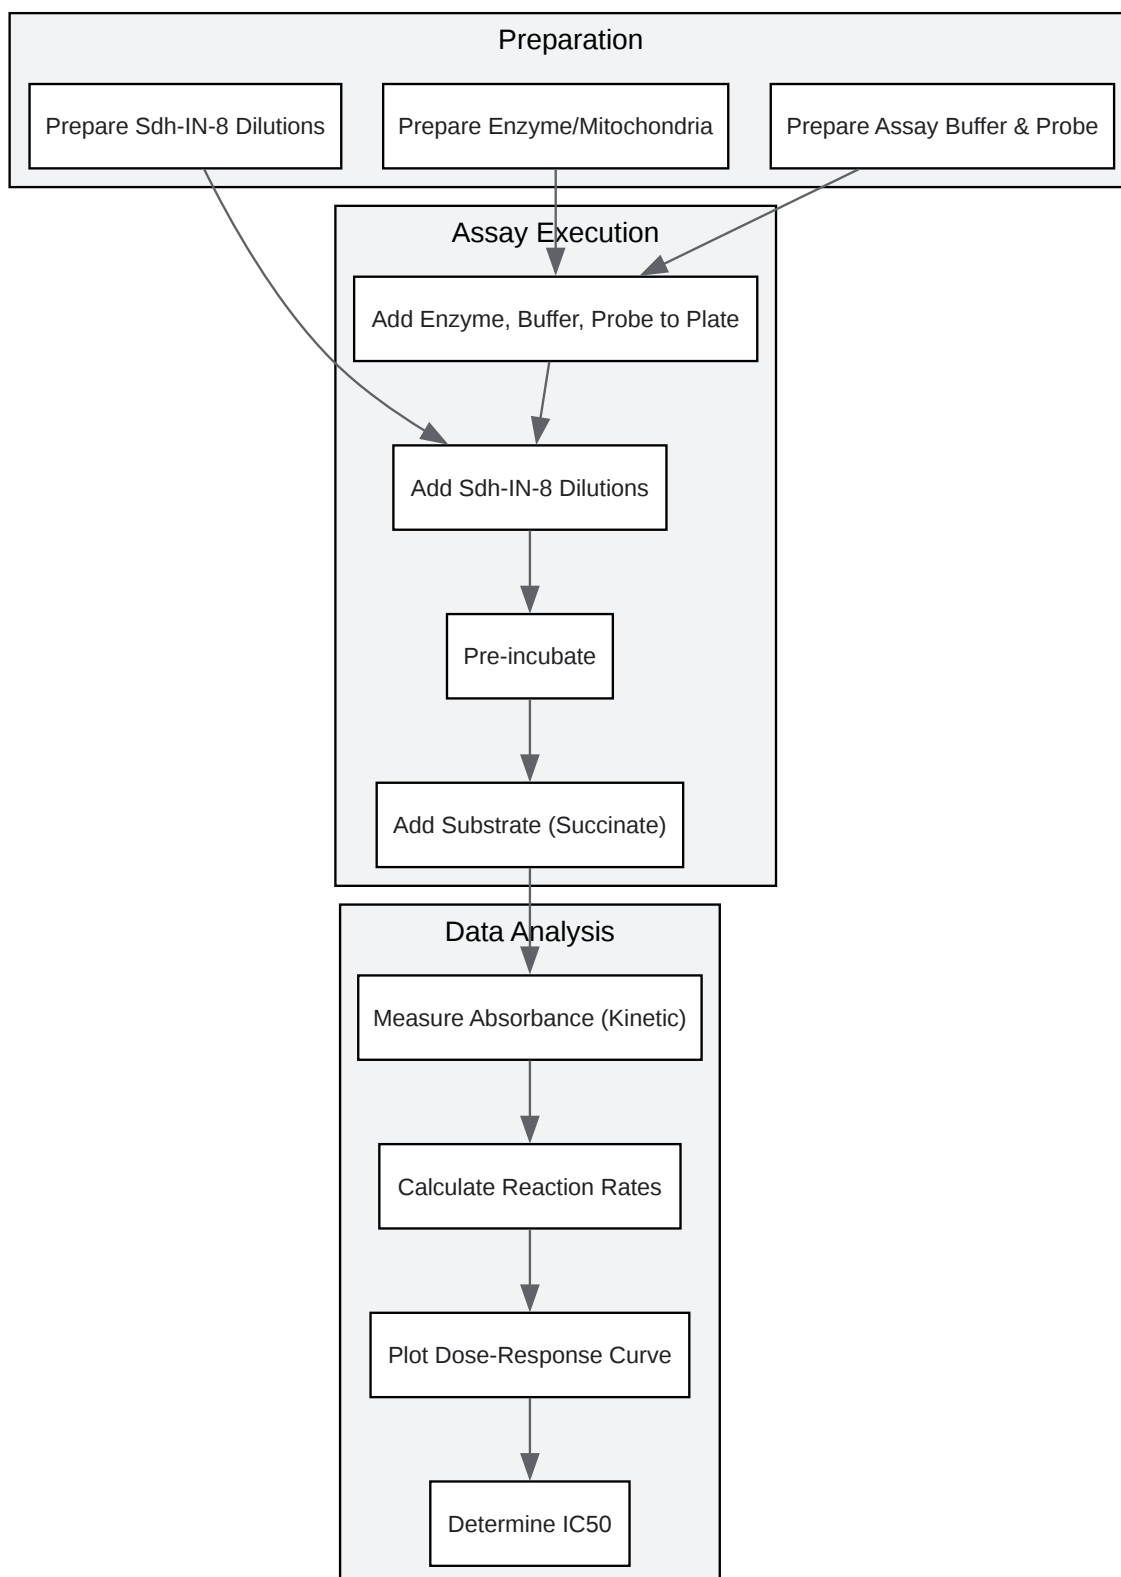 Preparation
Prepare Sdh-IN-8 Dilutions
Prepare Enzyme/Mitochondria
Prepare Assay Buffer & Probe
Assay Execution
Add Enzyme, Buffer, Probe to Plate
Add Sdh-IN-8 Dilutions
Pre-incubate
Add Substrate (Succinate)
Data Analysis
Measure Absorbance (Kinetic)
Calculate Reaction Rates
Plot Dose-Response Curve
Determine IC50